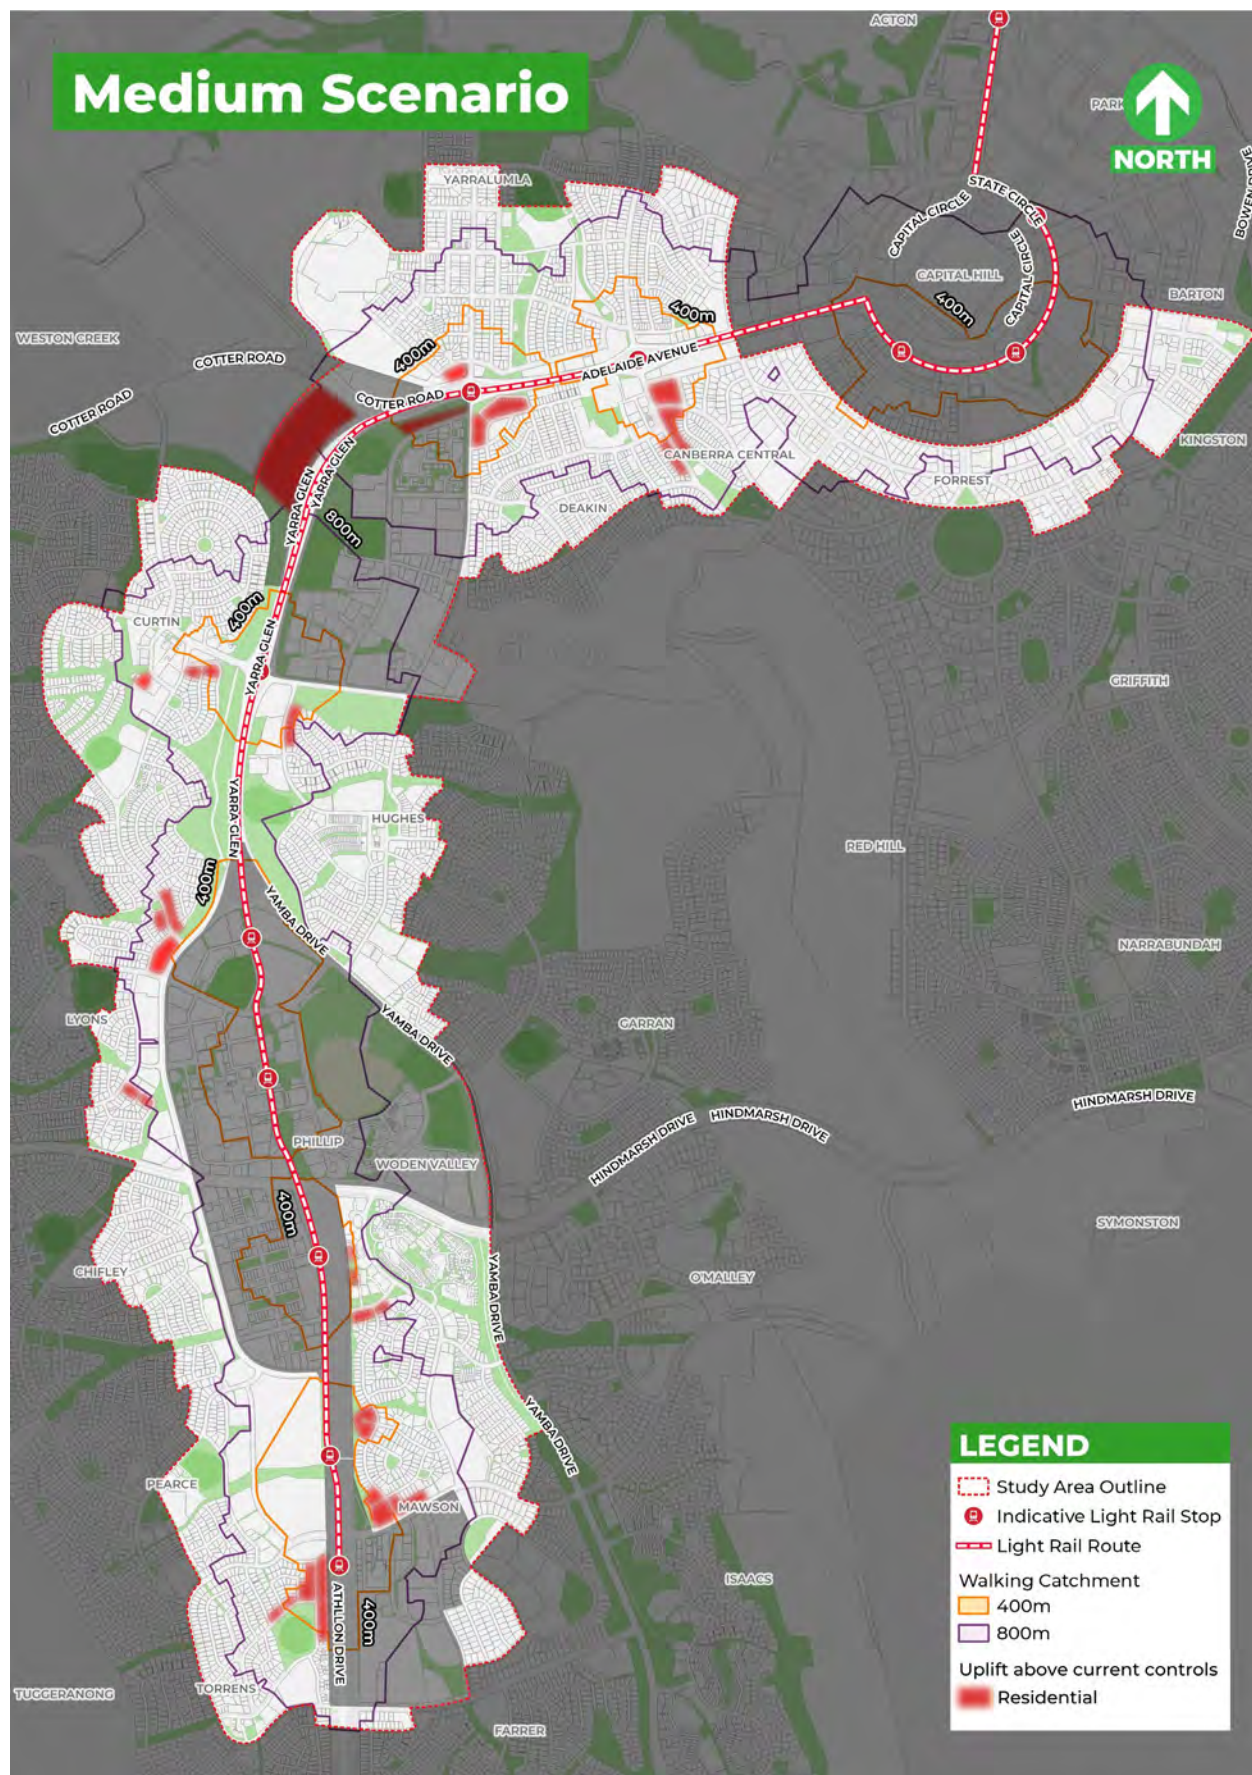 ACTON
Medium Scenario
PARK
NORTH
BOWEN DRIVE
YARRALUMLA
STATE CIRCLE
CAPITAL CIRCLE
CAPITAL CIRCLE
CAPITAL HILL
BARTON
400m
400m
WESTON CREEK
400m
COTTER ROAD
ADELAIDE AVENUE
COTTER ROAD
COTTER ROAD
KINGSTON
CANBERRA CENTRAL
FORREST
YARRA GLEN
YARRA GLEN
DEAKIN
800m
400m
CURTIN
YARRA GLEN
GRIFFITH
YARRA GLEN
HUGHES
RED HILL
400m
YAMBA DRIVE
NARRABUNDAH
LYONS
YAMBA DRIVE
GARRAN
HINDMARSH DRIVE
HINDMARSH DRIVE
HINDMARSH DRIVE
PHILLIP
WODEN VALLEY
400m
SYMONSTON
CHIFLEY
O'MALLEY
YAMBA DRIVE
YAMBA DRIVE
LEGEND
Study Area Outline
Indicative Light Rail Stop
Light Rail Route
Walking Catchment
400m
800m
Uplift above current controls
Residential
PEARCE
MAWSON
ISAACS
400m
ATHLLON DRIVE
TUGGERANONG
TORRENS
FARRER